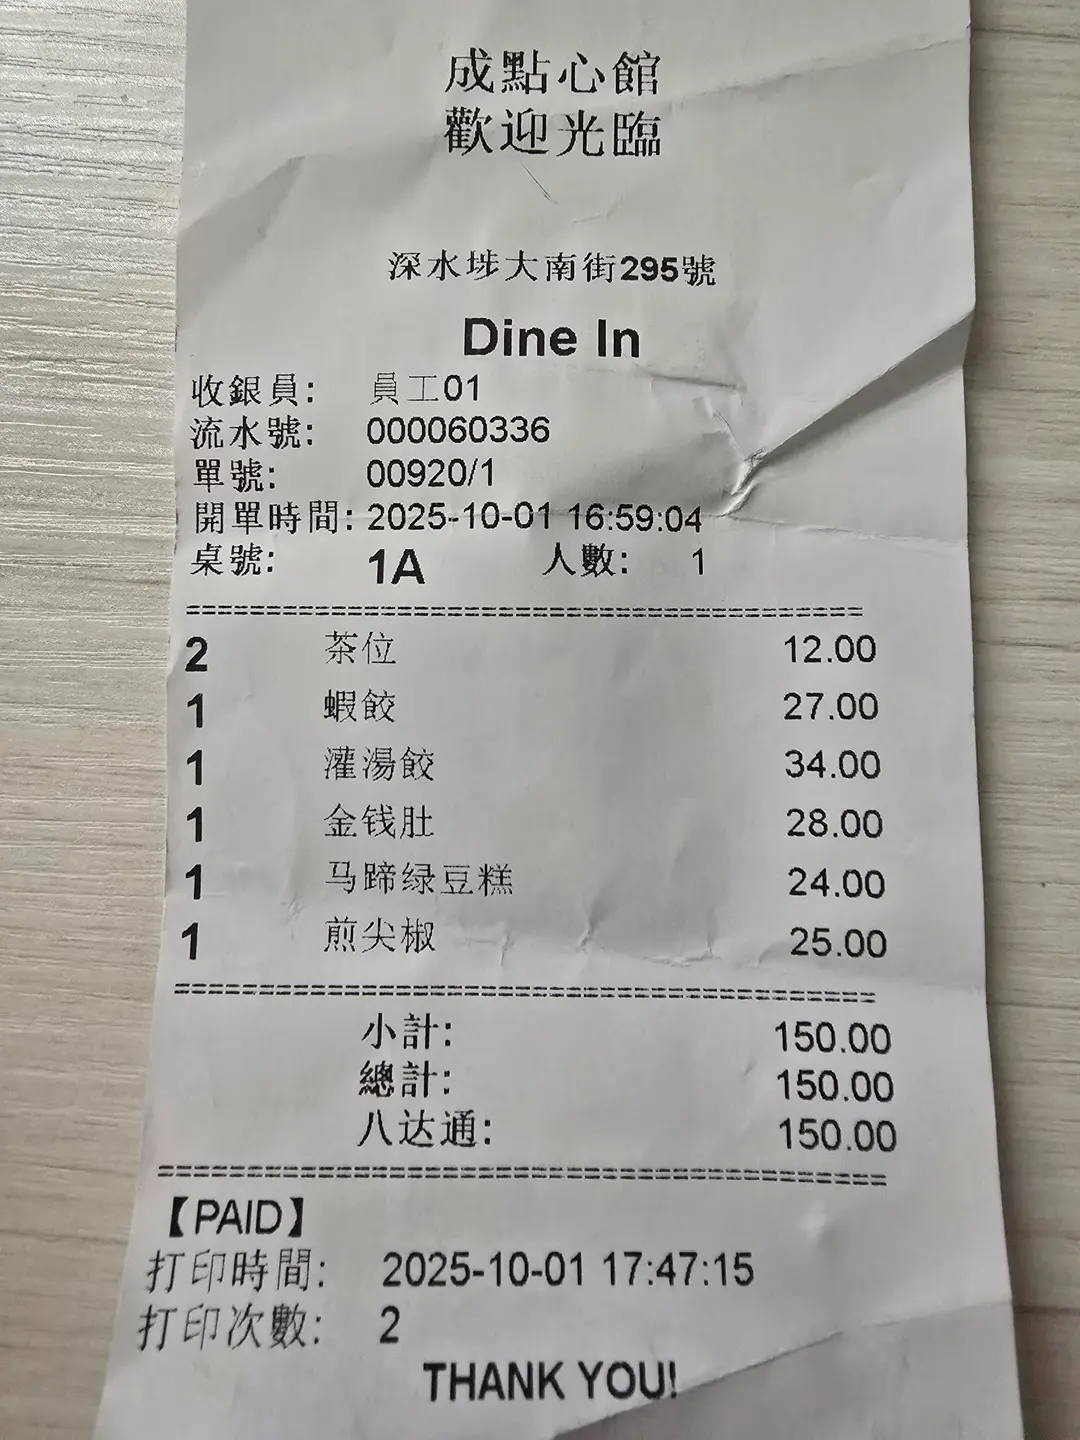 成點心館
歡迎光臨
深水埗大南街295號
Dine In
收銀員: 員工01
流水號: 000060336
單號: 00920/1
開單時間: 2025-10-01 16:59:04
桌號: 1A 人數: 1
==========================================
2 茶位 12.00
1 蝦餃 27.00
1 灌湯餃 34.00
1 金钱肚 28.00
1 马蹄绿豆糕 24.00
1 煎尖椒 25.00
==========================================
小計: 150.00
總計: 150.00
八达通: 150.00
==========================================
【PAID】
打印時間: 2025-10-01 17:47:15
打印次數: 2
THANK YOU!